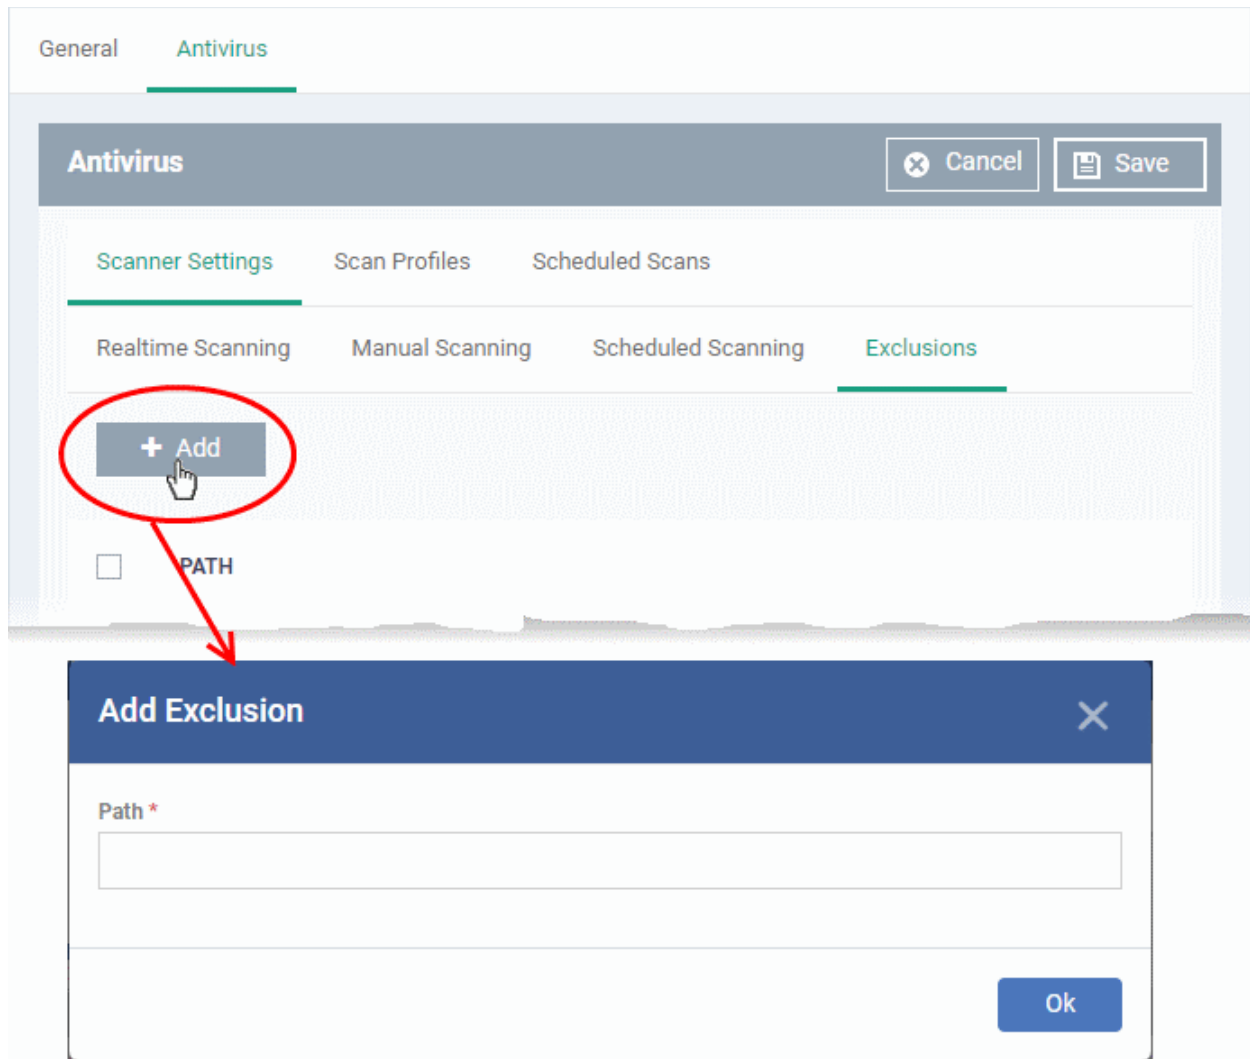 General Antivirus
Antivirus Cancel Save
Scanner Settings Scan Profiles Scheduled Scans
Realtime Scanning Manual Scanning Scheduled Scanning Exclusions
+ Add
PATH
Add Exclusion
Path *
Ok